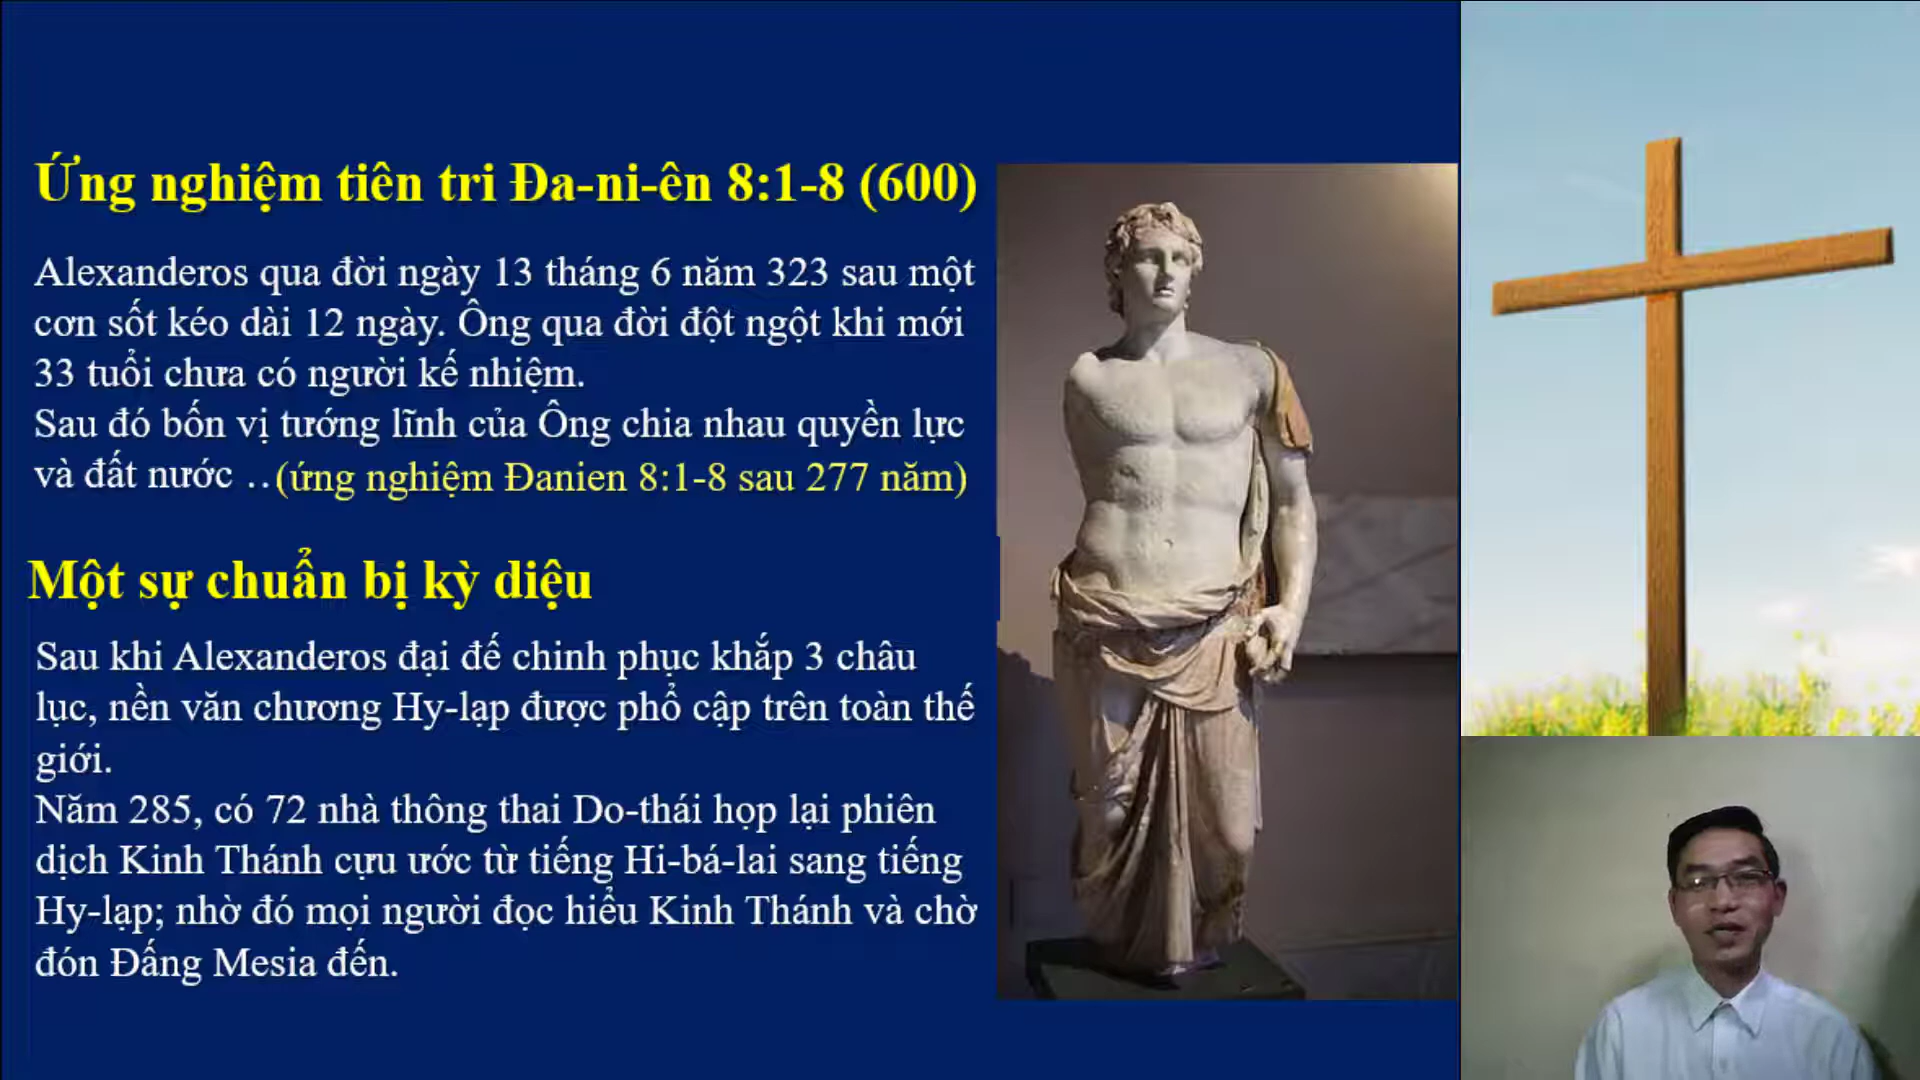 Ứng nghiệm tiên tri Đa-ni-ên 8:1-8 (600)
Alexanderos qua đời ngày 13 tháng 6 năm 323 sau một
cơn sốt kéo dài 12 ngày. Ông qua đời đột ngột khi mới
33 tuổi chưa có người kế nhiệm.
Sau đó bốn vị tướng lĩnh của Ông chia nhau quyền lực
và đất nước ..(ứng nghiệm Đanien 8:1-8 sau 277 năm)
Một sự chuẩn bị kỳ diệu
Sau khi Alexanderos đại đế chinh phục khắp 3 châu
lục, nền văn chương Hy-lạp được phổ cập trên toàn thế
giới.
Năm 285, có 72 nhà thông thai Do-thái họp lại phiên
dịch Kinh Thánh cựu ước từ tiếng Hi-bá-lai sang tiếng
Hy-lạp; nhờ đó mọi người đọc hiểu Kinh Thánh và chờ
đón Đấng Mesia đến.